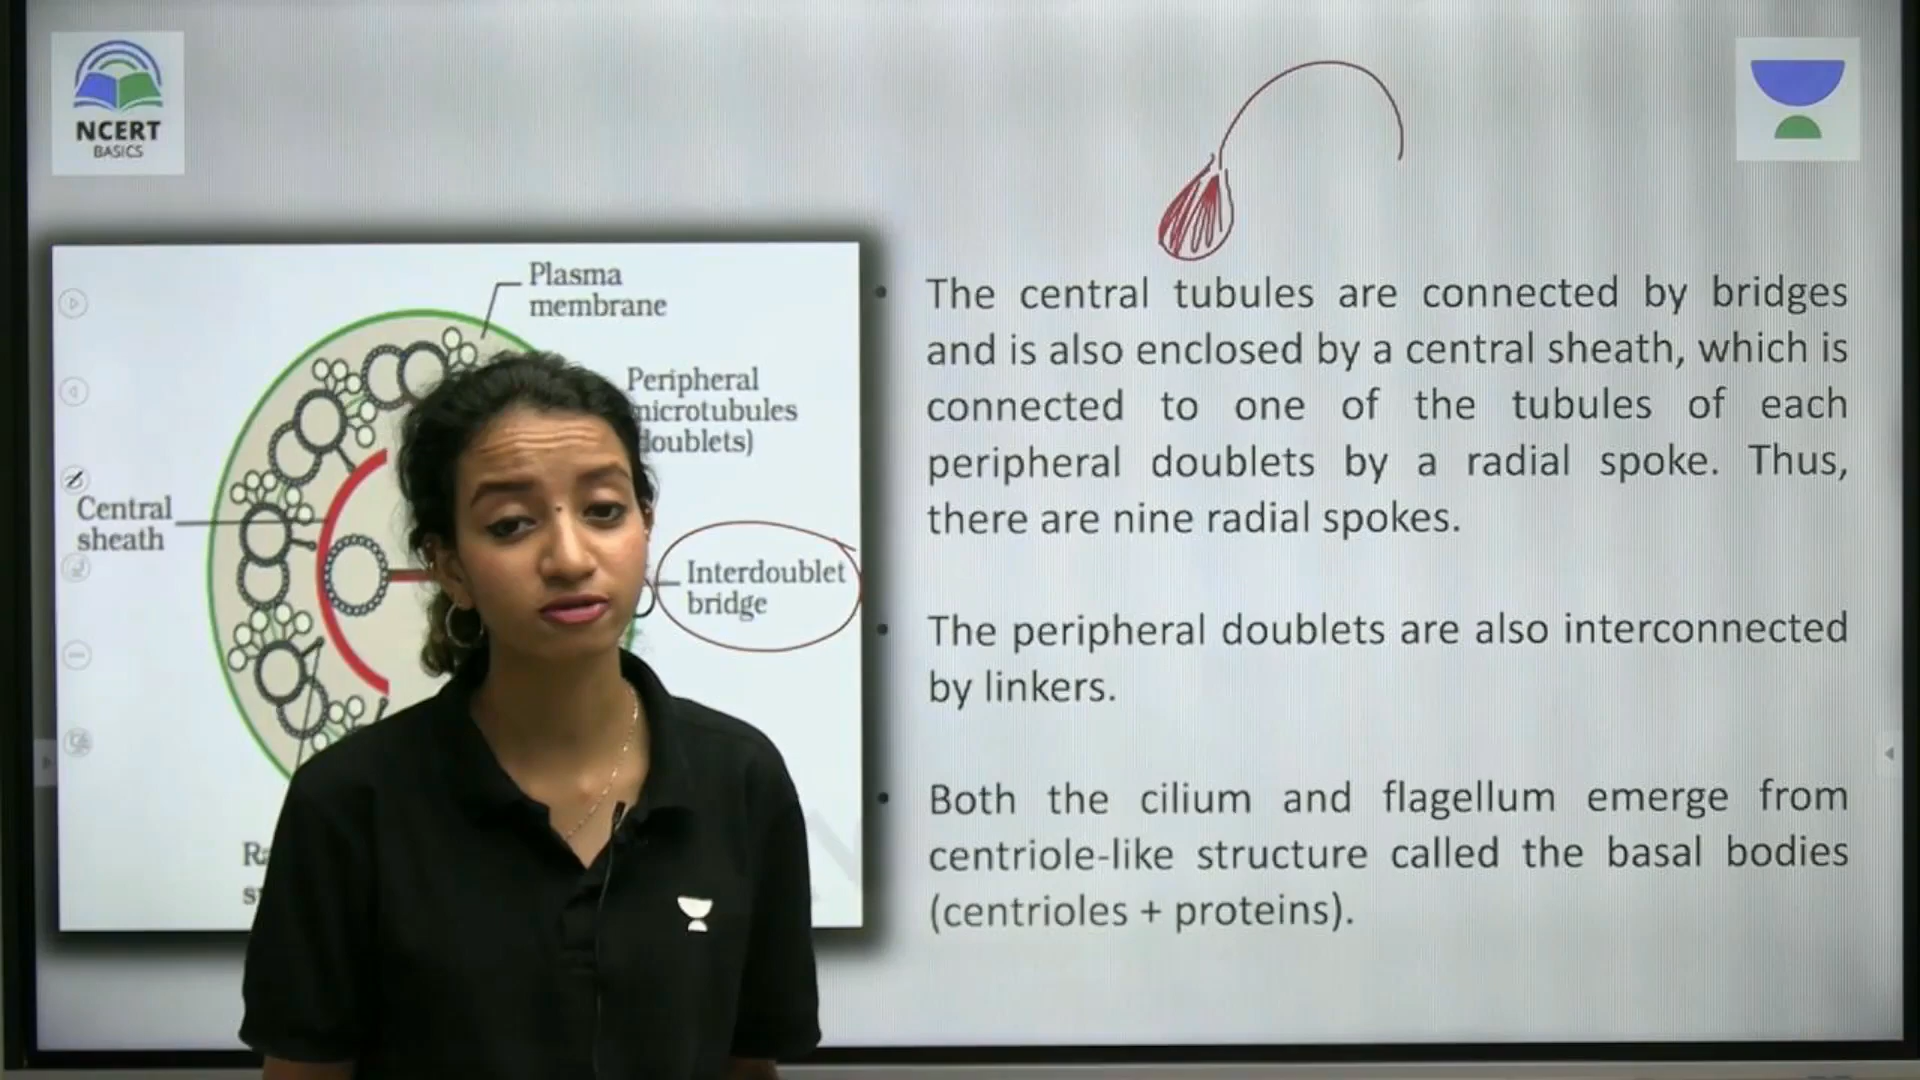 NCERT
BASICS
Plasma
membrane
Peripheral
microtubules
doublets)
Central
sheath
Interdoublet
bridge
The central tubules are connected by bridges
and is also enclosed by a central sheath, which is
connected to one of the tubules of each
peripheral doublets by a radial spoke. Thus,
there are nine radial spokes.
The peripheral doublets are also interconnected
by linkers.
Both the cilium and flagellum emerge from
centriole-like structure called the basal bodies
(centrioles + proteins).